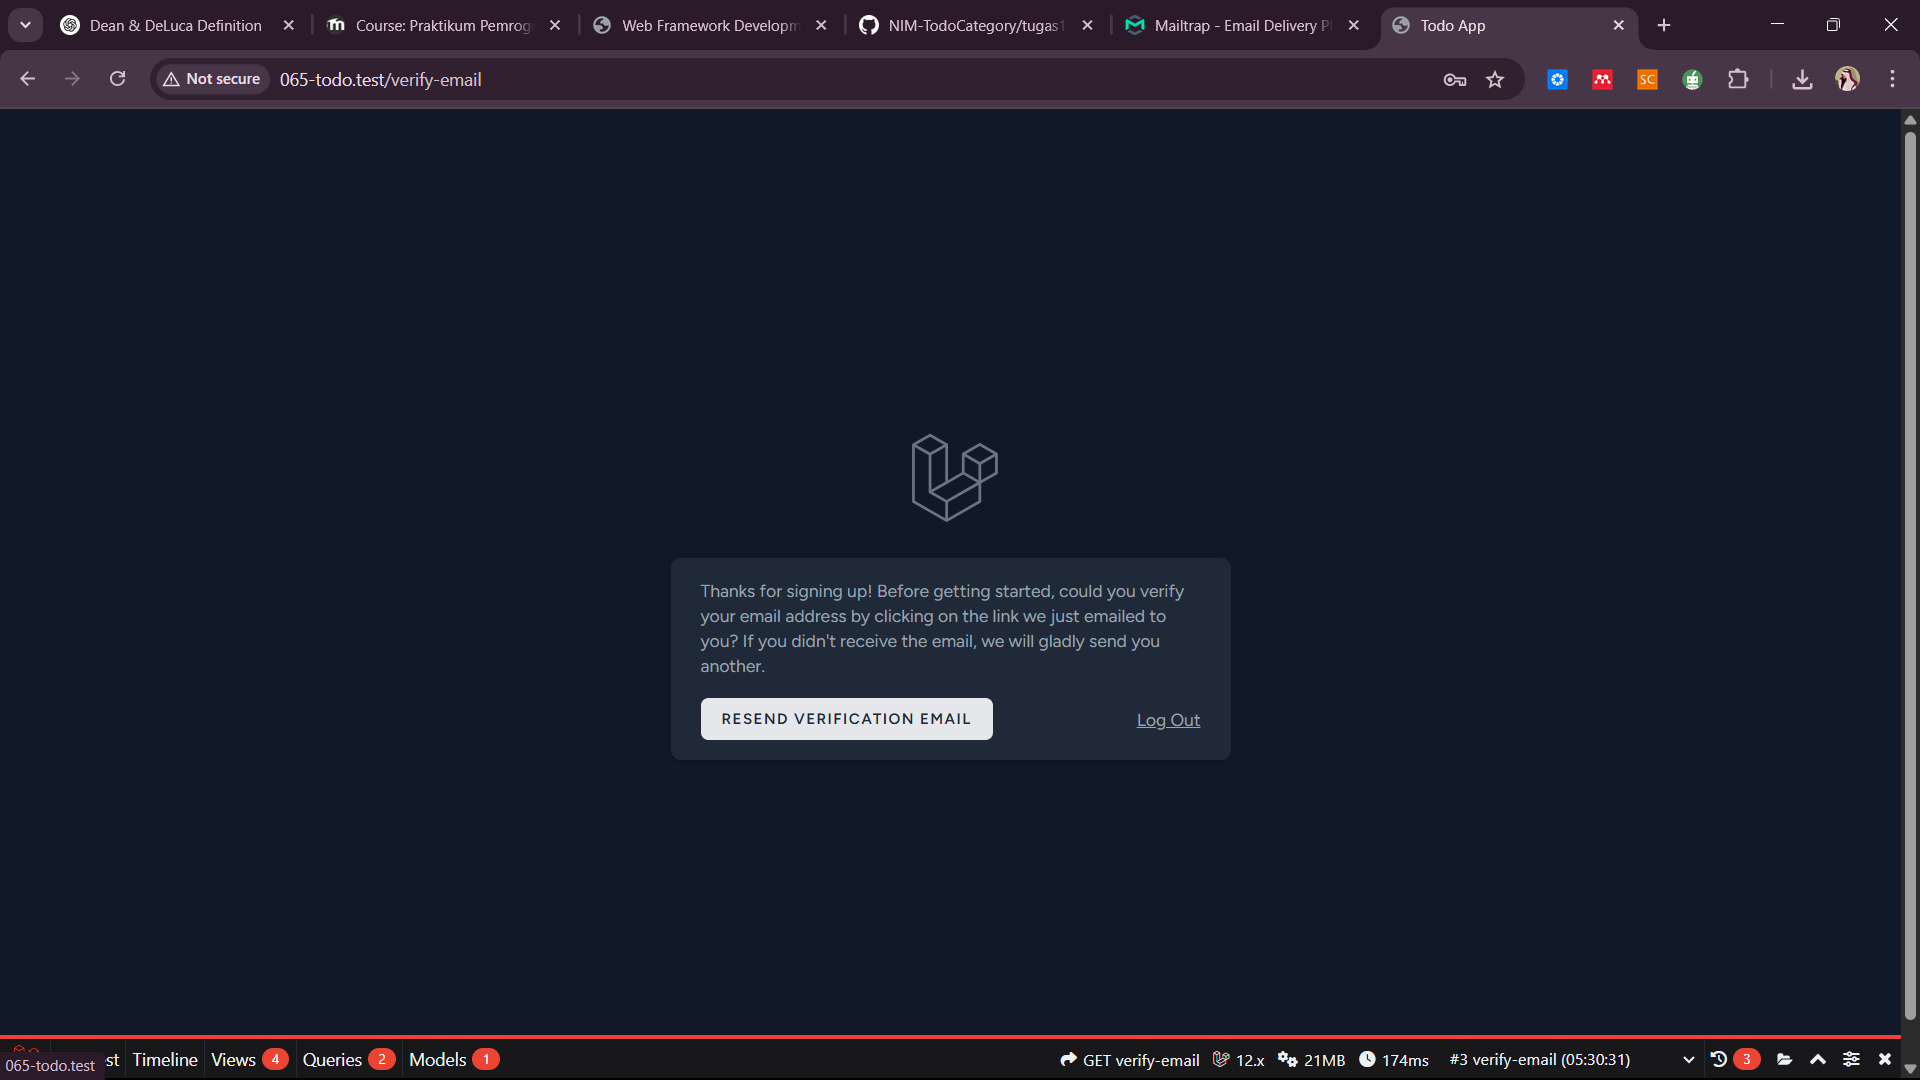 Dean & DeLuca Definition
Course: Praktikum Pemrog
Web Framework Developm
NIM-TodoCategory/tugas1
Mailtrap - Email Delivery Pl
Todo App
Not secure
065-todo.test/verify-email
SC
Thanks for signing up! Before getting started, could you verify
your email address by clicking on the link we just emailed to
you? If you didn't receive the email, we will gladly send you
another.
RESEND VERIFICATION EMAIL
Log Out
065-todo.test
st
Timeline
Views 4
Queries 2
Models 1
GET verify-email
12.x
21MB
174ms
#3 verify-email (05:30:31)
3